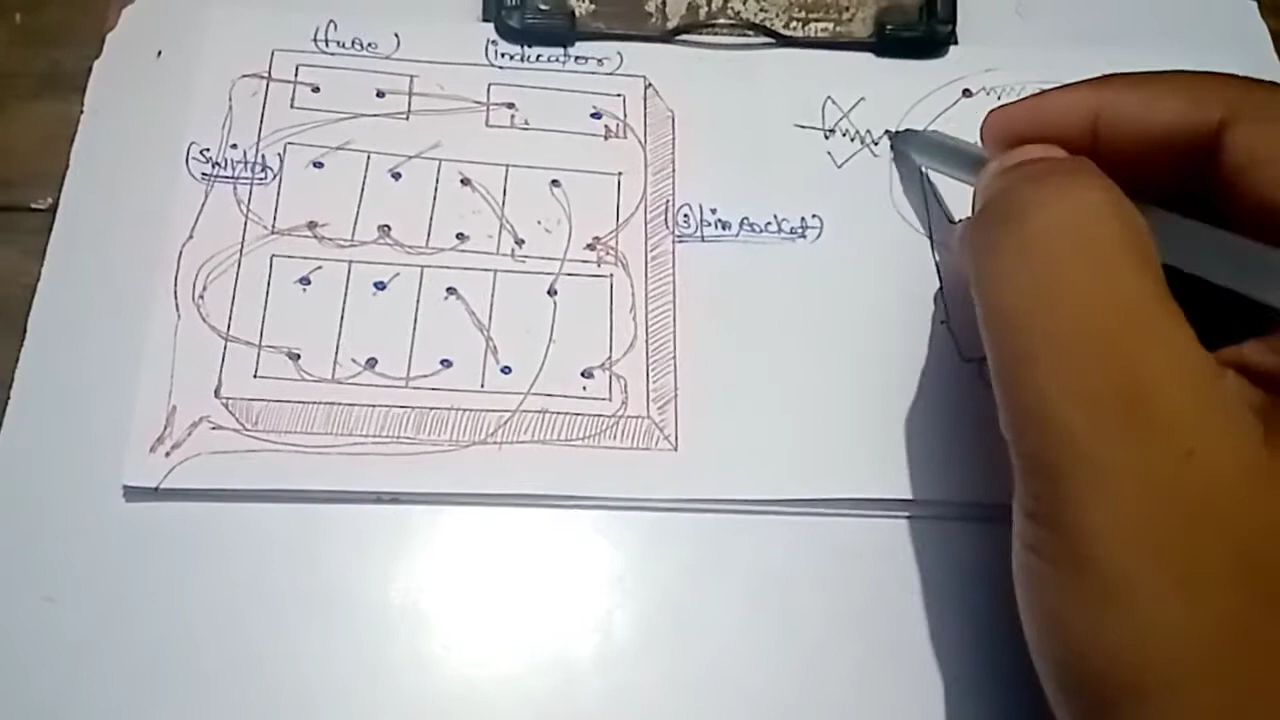 (fuse)
(indicator)
L
N
(Switch)
(3) pin socket)
L